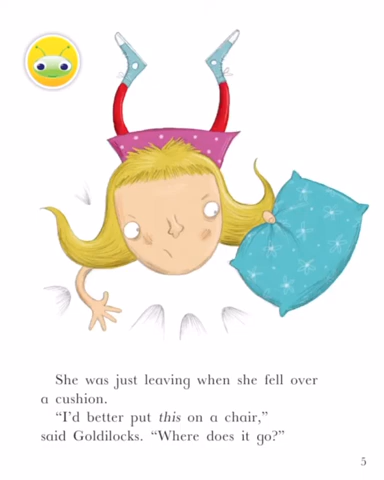 She was just leaving when she fell over
a cushion.
“I’d better put this on a chair,”
said Goldilocks. “Where does it go?”
5